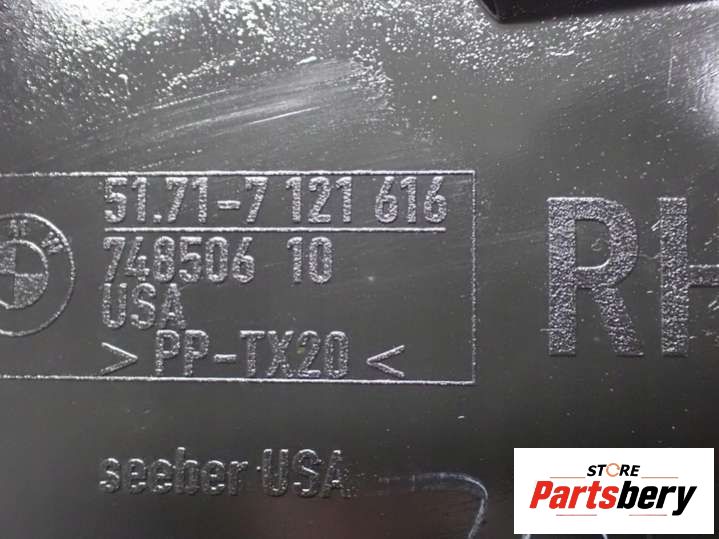 51.71-7 121 616
748506 10
USA
> PP-TX20 <
RH
seeber USA
STORE
Partsbery